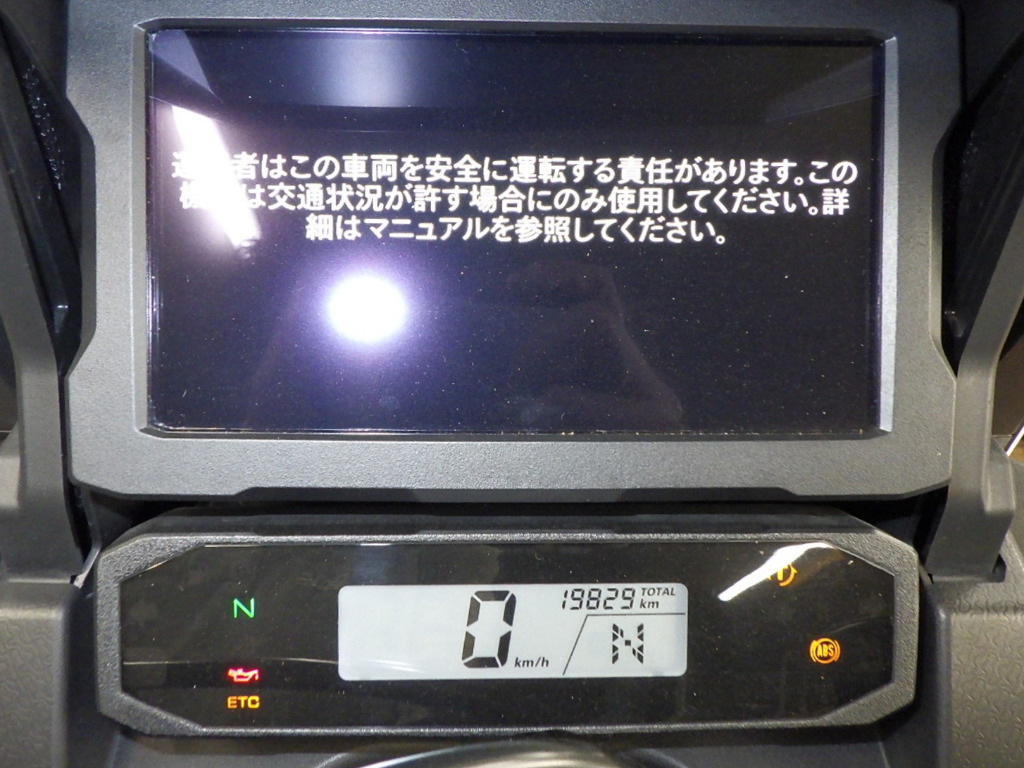 者はこの車両を安全に運転する責任があります。この
は交通状況が許す場合にのみ使用してください。詳
細はマニュアルを参照してください。
N
19829 TOTAL km
0 km/h
N
ETC
ABS